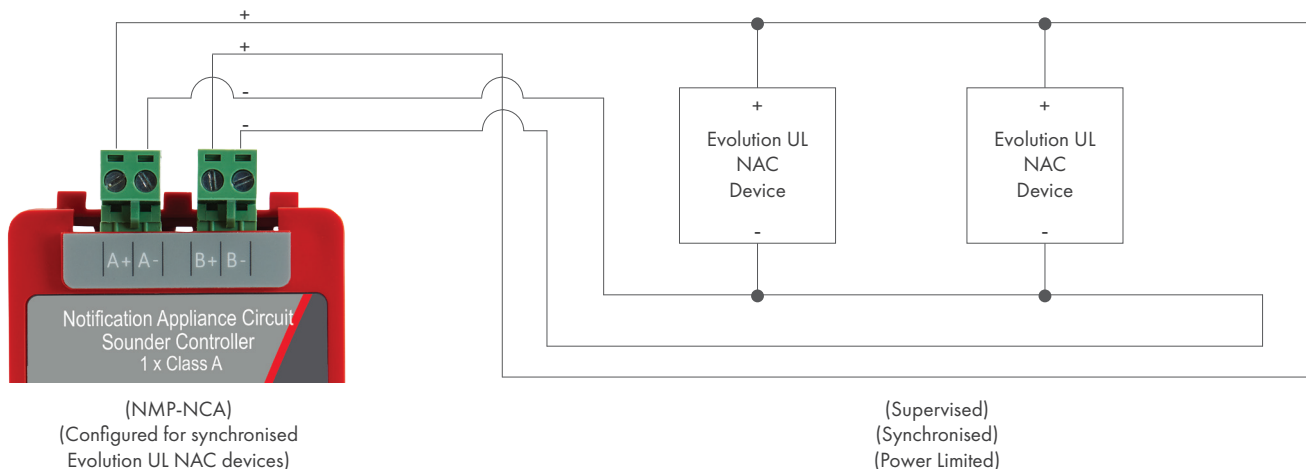 +
+
-
-
+
Evolution UL
NAC
Device
-
+
Evolution UL
NAC
Device
-
A+ A- B+ B-
Notification Appliance Circuit
Sounder Controller
1 x Class A
(NMP-NCA)
(Configured for synchronised
Evolution UL NAC devices)
(Supervised)
(Synchronised)
(Power Limited)